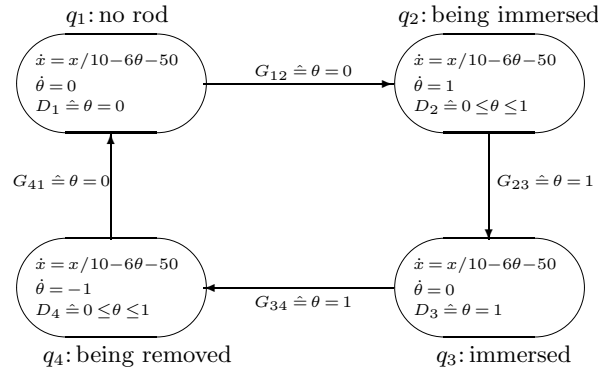 q₁: no rod
q₂: being immersed
ẋ = x/10−6θ−50
θ̇ = 0
D₁ ≙ θ = 0
G₁₂ ≙ θ = 0
ẋ = x/10−6θ−50
θ̇ = 1
D₂ ≙ 0 ≤ θ ≤ 1
G₄₁ ≙ θ = 0
G₂₃ ≙ θ = 1
ẋ = x/10−6θ−50
θ̇ = −1
D₄ ≙ 0 ≤ θ ≤ 1
G₃₄ ≙ θ = 1
ẋ = x/10−6θ−50
θ̇ = 0
D₃ ≙ θ = 1
q₄: being removed
q₃: immersed